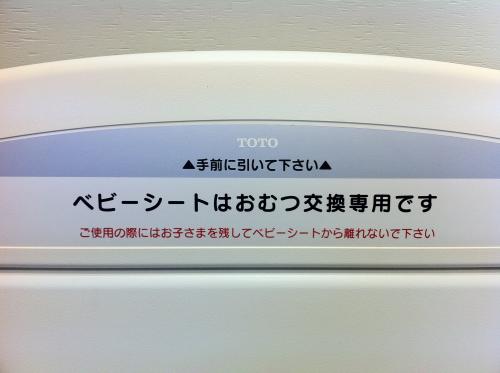 TOTO
▲手前に引いて下さい▲
ベビーシートはおむつ交換専用です
ご使用の際にはお子さまを残してベビーシートから離れないで下さい